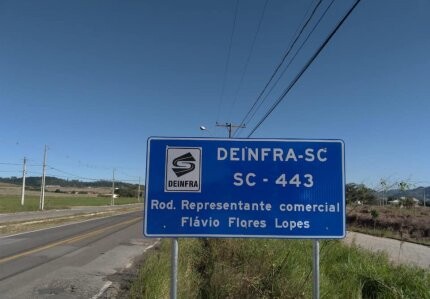 DEINFRA
DEINFRA-SC
SC - 443
Rod. Representante comercial
Flávio Flores Lopes